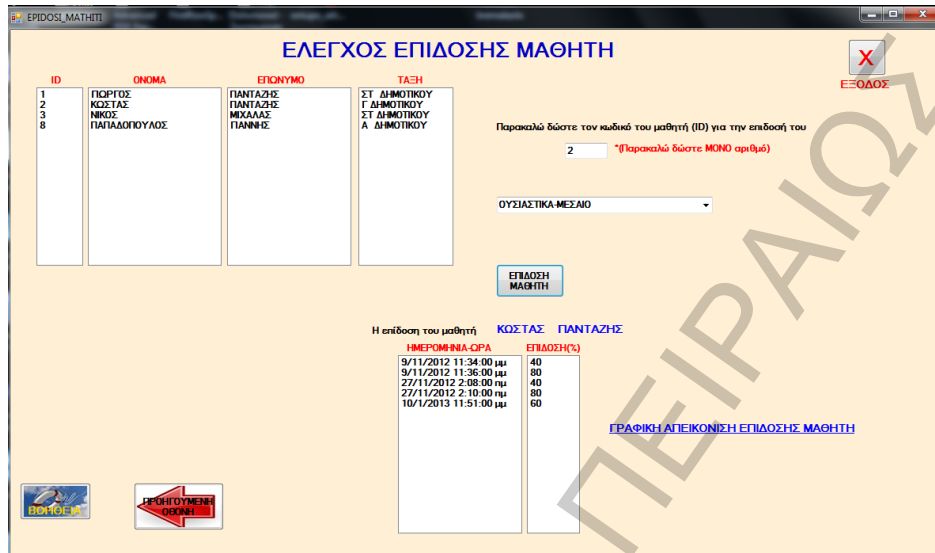 EPIDOSI_MATHITI
ΕΛΕΓΧΟΣ ΕΠΙΔΟΣΗΣ ΜΑΘΗΤΗ
X
ΕΞΟΔΟΣ
ID ΟΝΟΜΑ ΕΠΩΝΥΜΟ ΤΑΞΗ
1 ΓΙΩΡΓΟΣ ΠΑΝΤΑΖΗΣ ΣΤ ΔΗΜΟΤΙΚΟΥ
2 ΚΩΣΤΑΣ ΠΑΝΤΑΖΗΣ Γ ΔΗΜΟΤΙΚΟΥ
3 ΝΙΚΟΣ ΜΙΧΑΛΑΣ ΣΤ ΔΗΜΟΤΙΚΟΥ
8 ΠΑΠΑΔΟΠΟΥΛΟΣ ΓΙΑΝΝΗΣ Α ΔΗΜΟΤΙΚΟΥ
Παρακαλώ δώστε τον κωδικό του μαθητή (ID) για την επιδοσή του
2 *(Παρακαλώ δώστε ΜΟΝΟ αριθμό)
ΟΥΣΙΑΣΤΙΚΑ-ΜΕΣΑΙΟ
ΕΠΙΔΟΣΗ
ΜΑΘΗΤΗ
Η επίδοση του μαθητή ΚΩΣΤΑΣ ΠΑΝΤΑΖΗΣ
ΗΜΕΡΟΜΗΝΙΑ-ΩΡΑ ΕΠΙΔΟΣΗ(%)
9/11/2012 11:34:00 μμ 40
9/11/2012 11:36:00 μμ 80
27/11/2012 2:08:00 πμ 40
27/11/2012 2:10:00 πμ 80
10/1/2013 11:51:00 μμ 60
ΓΡΑΦΙΚΗ ΑΠΕΙΚΟΝΙΣΗ ΕΠΙΔΟΣΗΣ ΜΑΘΗΤΗ
ΒΟΗΘΕΙΑ
ΠΡΟΗΓΟΥΜΕΝΗ
ΟΘΟΝΗ
ΠΕΙΡΑΙΩΣ